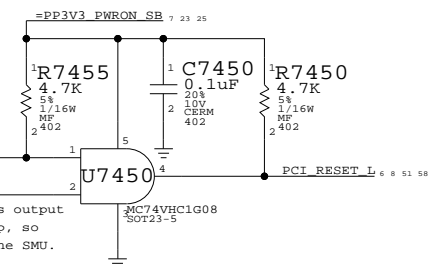 =PP3V3_PWRON_SB 7 23 25
1 R7455
4.7K
5%
1/16W
MF
2 402
1 C7450
0.1uF
20%
10V
2 CERM
402
1 R7450
4.7K
5%
1/16W
MF
2 402
5
1
U7450
4
2
3
MC74VHC1G08
SOT23-5
PCI_RESET_L 6 8 51 58
s output
, so
he SMU.